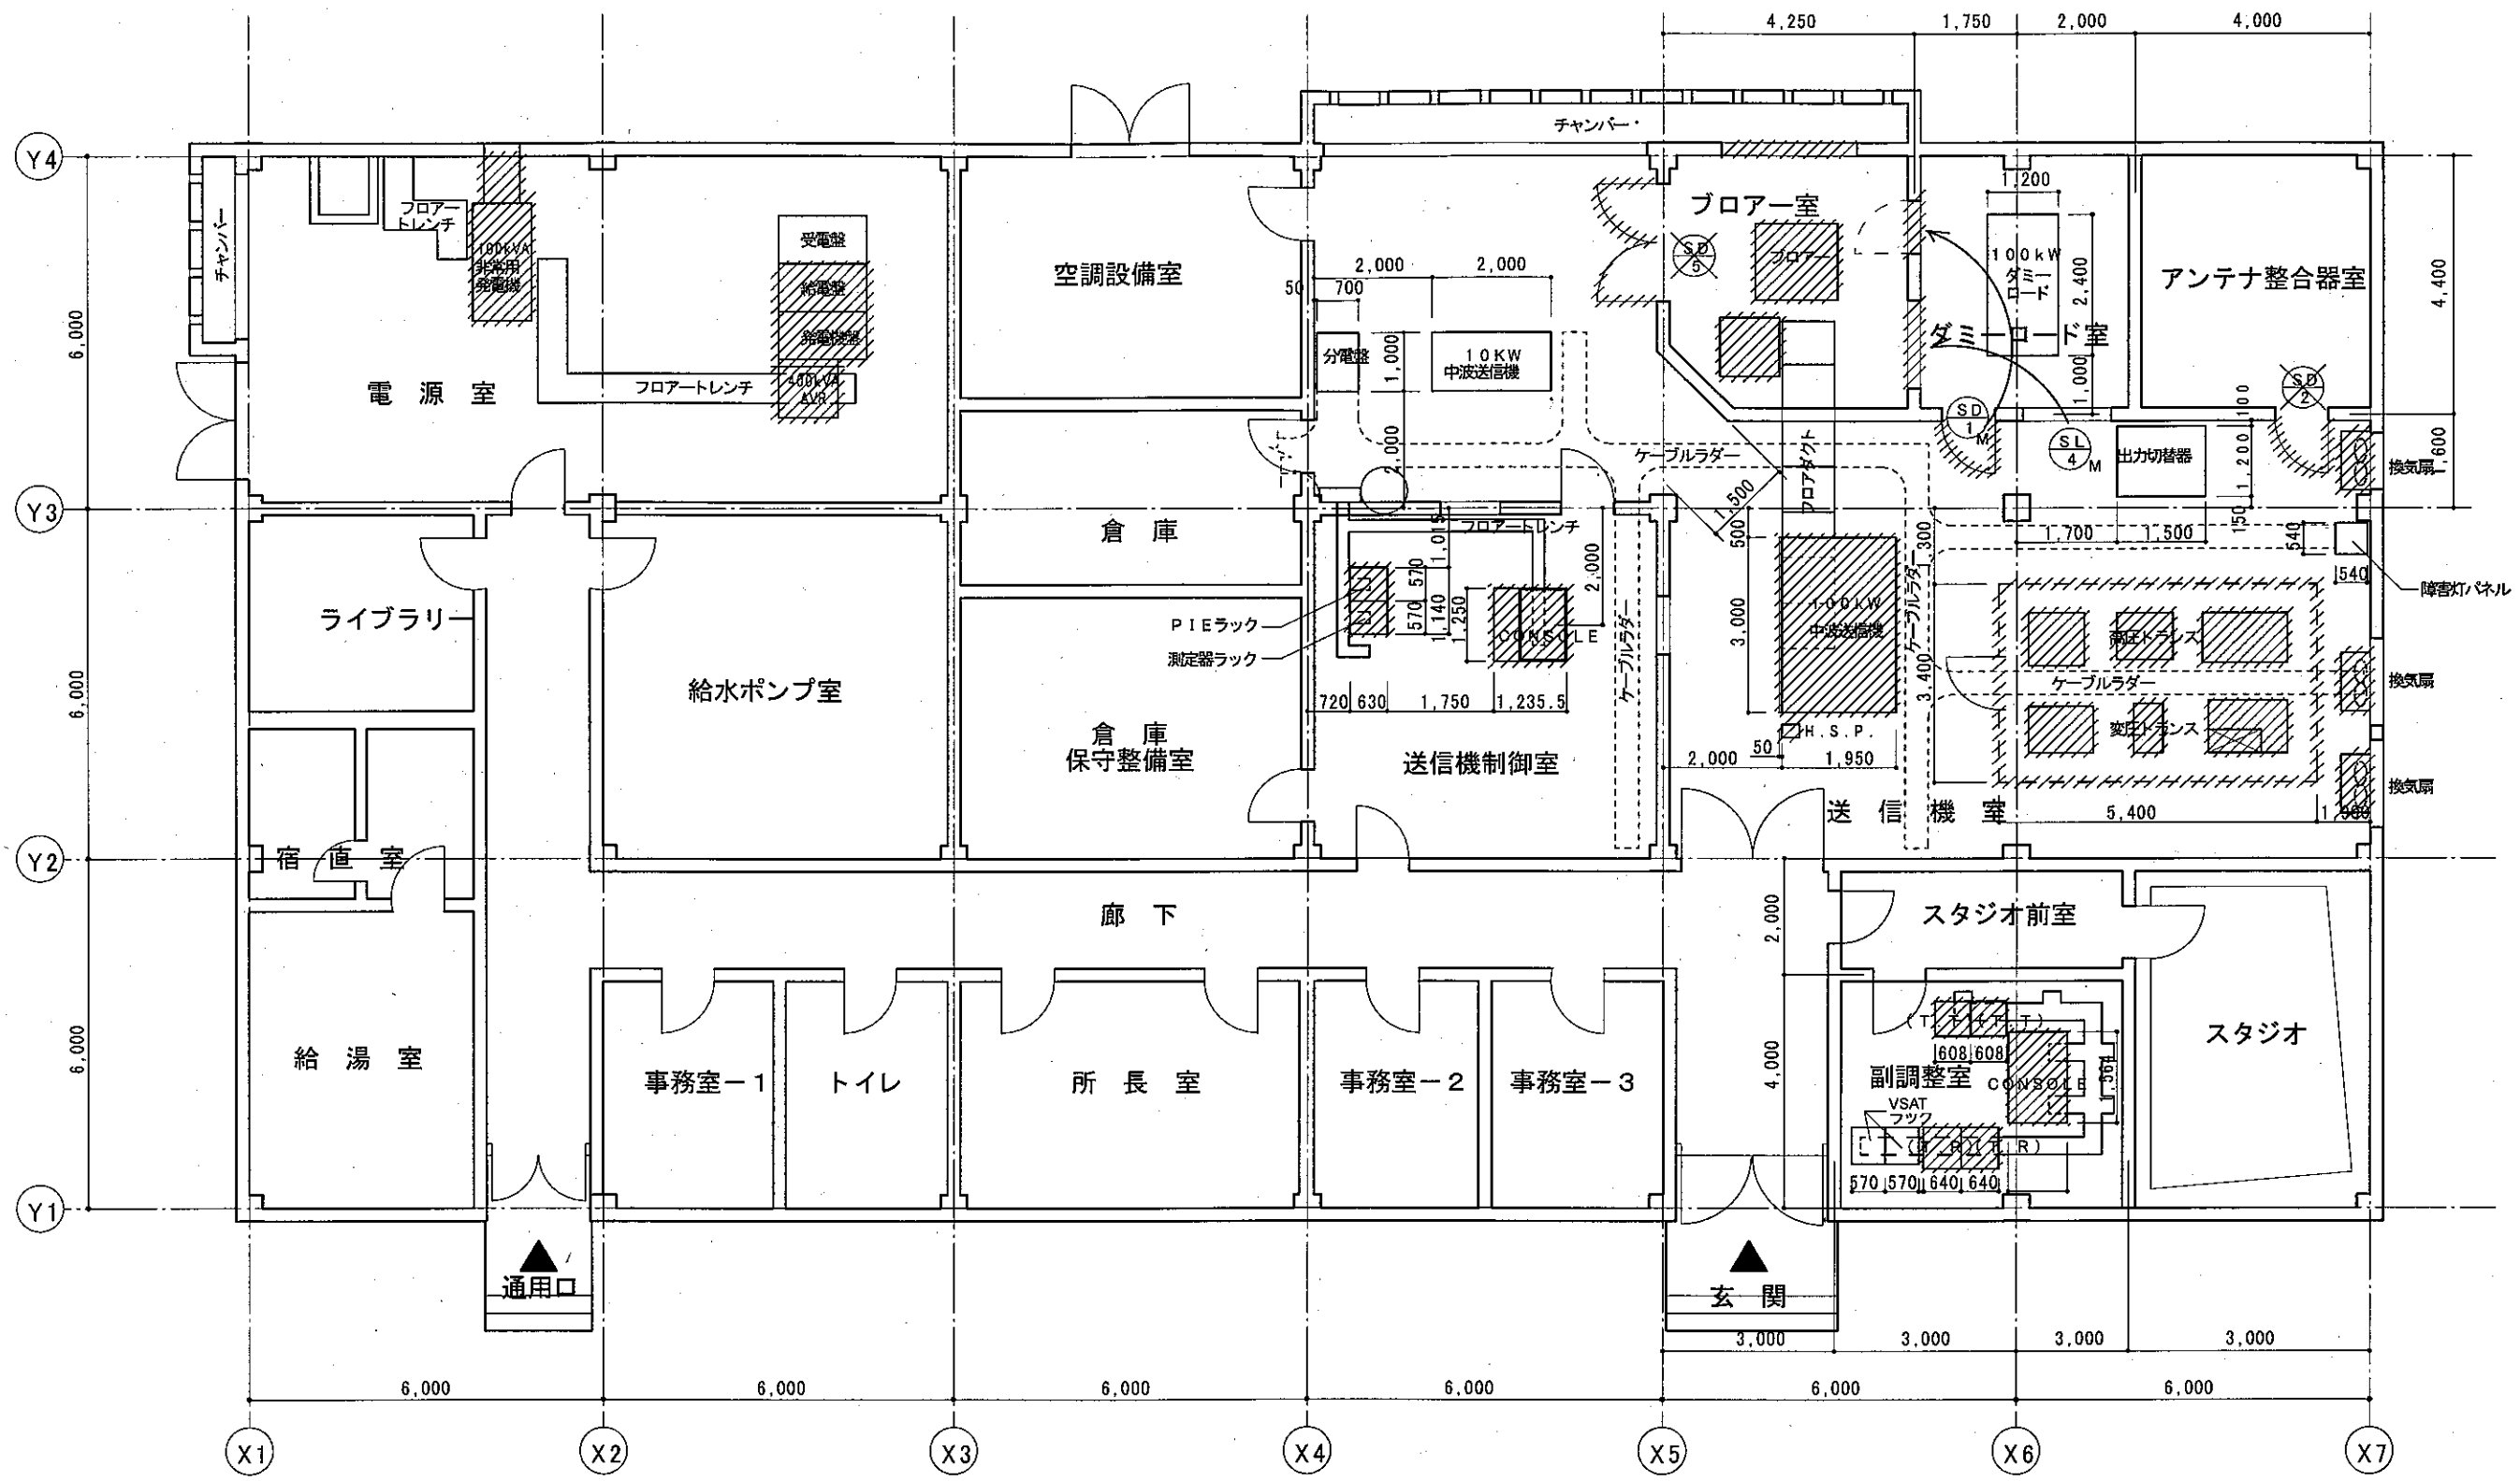 4,250
1,750
2,000
4,000
チャンバー
Y4
チャンバー
フロアー
トレンチ
100kVA
非常用
発電機
受電盤
給電盤
発電機盤
400kVA
AVR
フロアートレンチ
電 源 室
6,000
空調設備室
2,000
2,000
50
700
分電盤
1,000
10KW
中波送信機
2,000
ブロアー室
SD
5
ブロアー
1,200
100kW
ダミー
ロード
2,400
ダミーロード室
1,000
アンテナ整合器室
4,400
SD
2
100
SD
1
M
SL
4
M
出力切替器
1,200
換気扇
1,600
ケーブルラダー
フロアダクト
1,500
Y3
倉 庫
フロアートレンチ
1,015
570
570
1,140
1,250
2,000
500
1,300
150
1,700
1,500
540
540
障害灯パネル
ライブラリー
PIEラック
測定器ラック
CONSOLE
ケーブルラダー
3,000
100kW
中波送信機
ケーブルラダー
3,400
高圧トランス
ケーブルラダー
変圧トランス
換気扇
6,000
給水ポンプ室
720
630
1,750
1,235.5
倉 庫
保守整備室
送信機制御室
H.S.P.
50
2,000
1,950
換気扇
送 信 機 室
5,400
Y2
宿 直 室
廊 下
2,000
スタジオ前室
6,000
給 湯 室
事務室－1
トイレ
所 長 室
事務室－2
事務室－3
4,000
608
608
副調整室
CONSOLE
VSAT
570
570
640
640
スタジオ
Y1
通用口
玄 関
3,000
3,000
3,000
3,000
6,000
6,000
6,000
6,000
6,000
6,000
X1
X2
X3
X4
X5
X6
X7